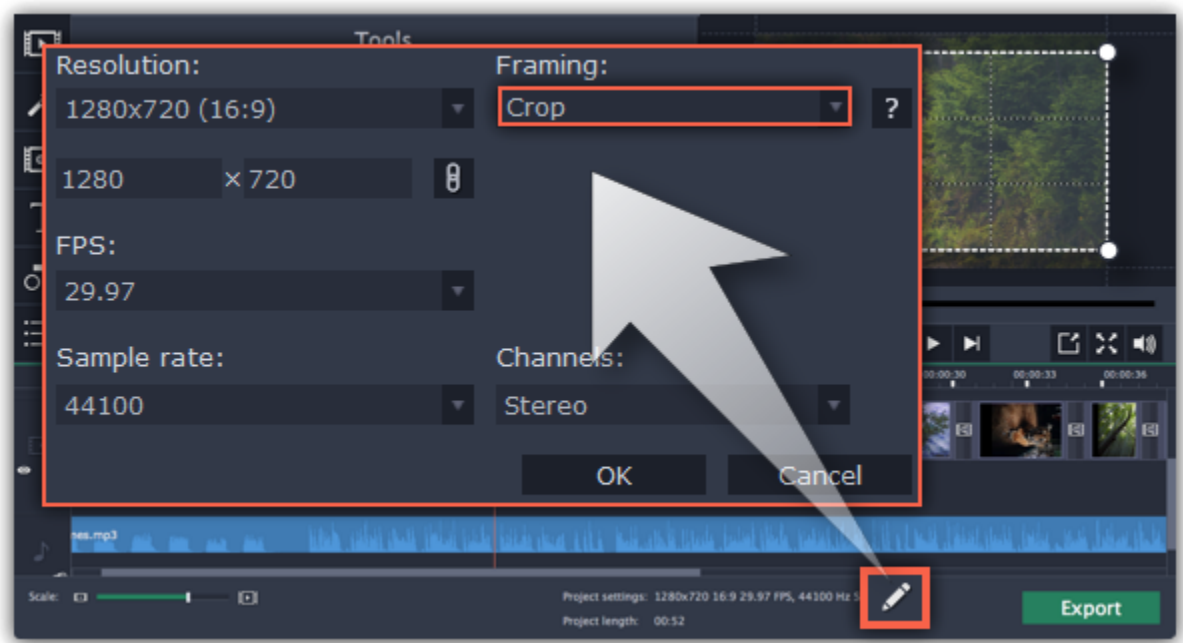 Tools
Resolution:
Framing:
1280x720 (16:9)
Crop
?
1280
×
720
FPS:
29.97
Sample rate:
Channels:
44100
Stereo
OK
Cancel
00:00:30
00:00:33
00:00:36
nes.mp3
Scale:
Project settings: 1280x720 16:9 29.97 FPS, 44100 Hz S
Project length: 00:52
Export